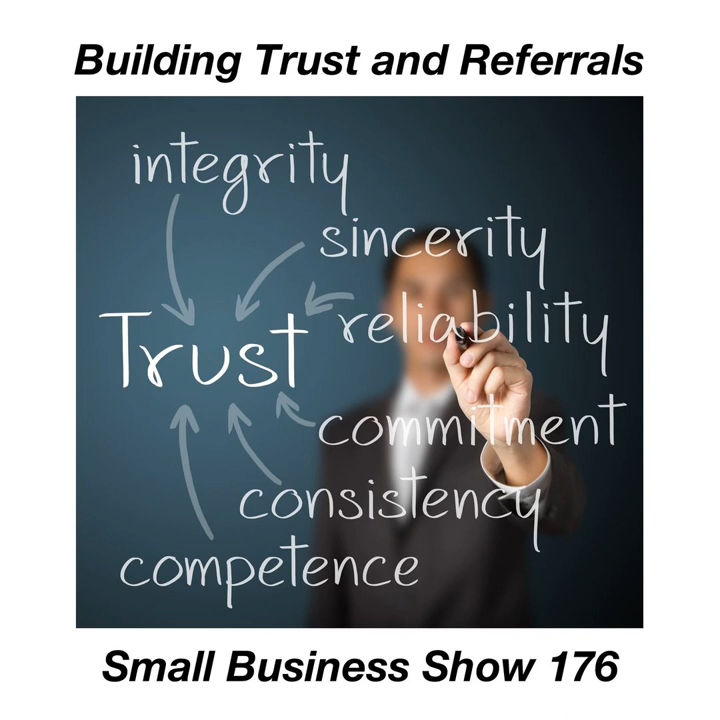 Building Trust and Referrals
integrity
sincerity
Trust
reliability
commitment
consistency
competence
Small Business Show 176